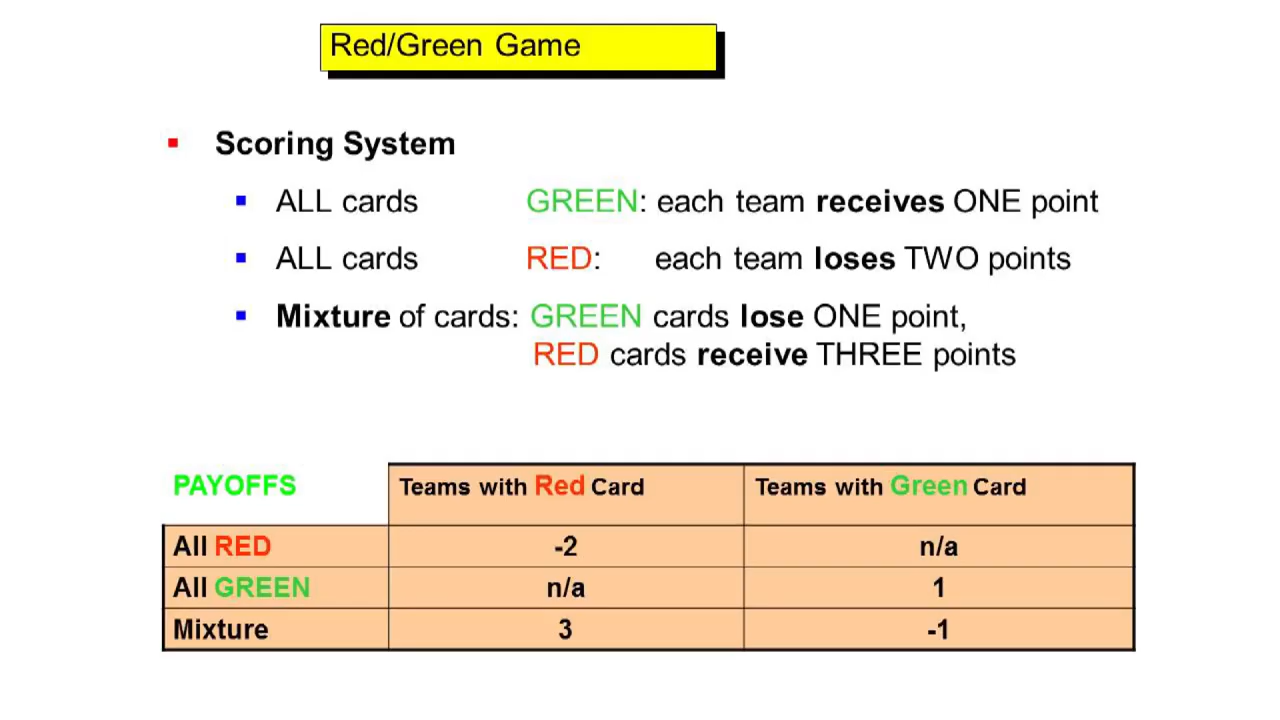 Red/Green Game
Scoring System
ALL cards GREEN: each team receives ONE point
ALL cards RED: each team loses TWO points
Mixture of cards: GREEN cards lose ONE point,
RED cards receive THREE points
PAYOFFS Teams with Red Card Teams with Green Card
All RED -2 n/a
All GREEN n/a 1
Mixture 3 -1